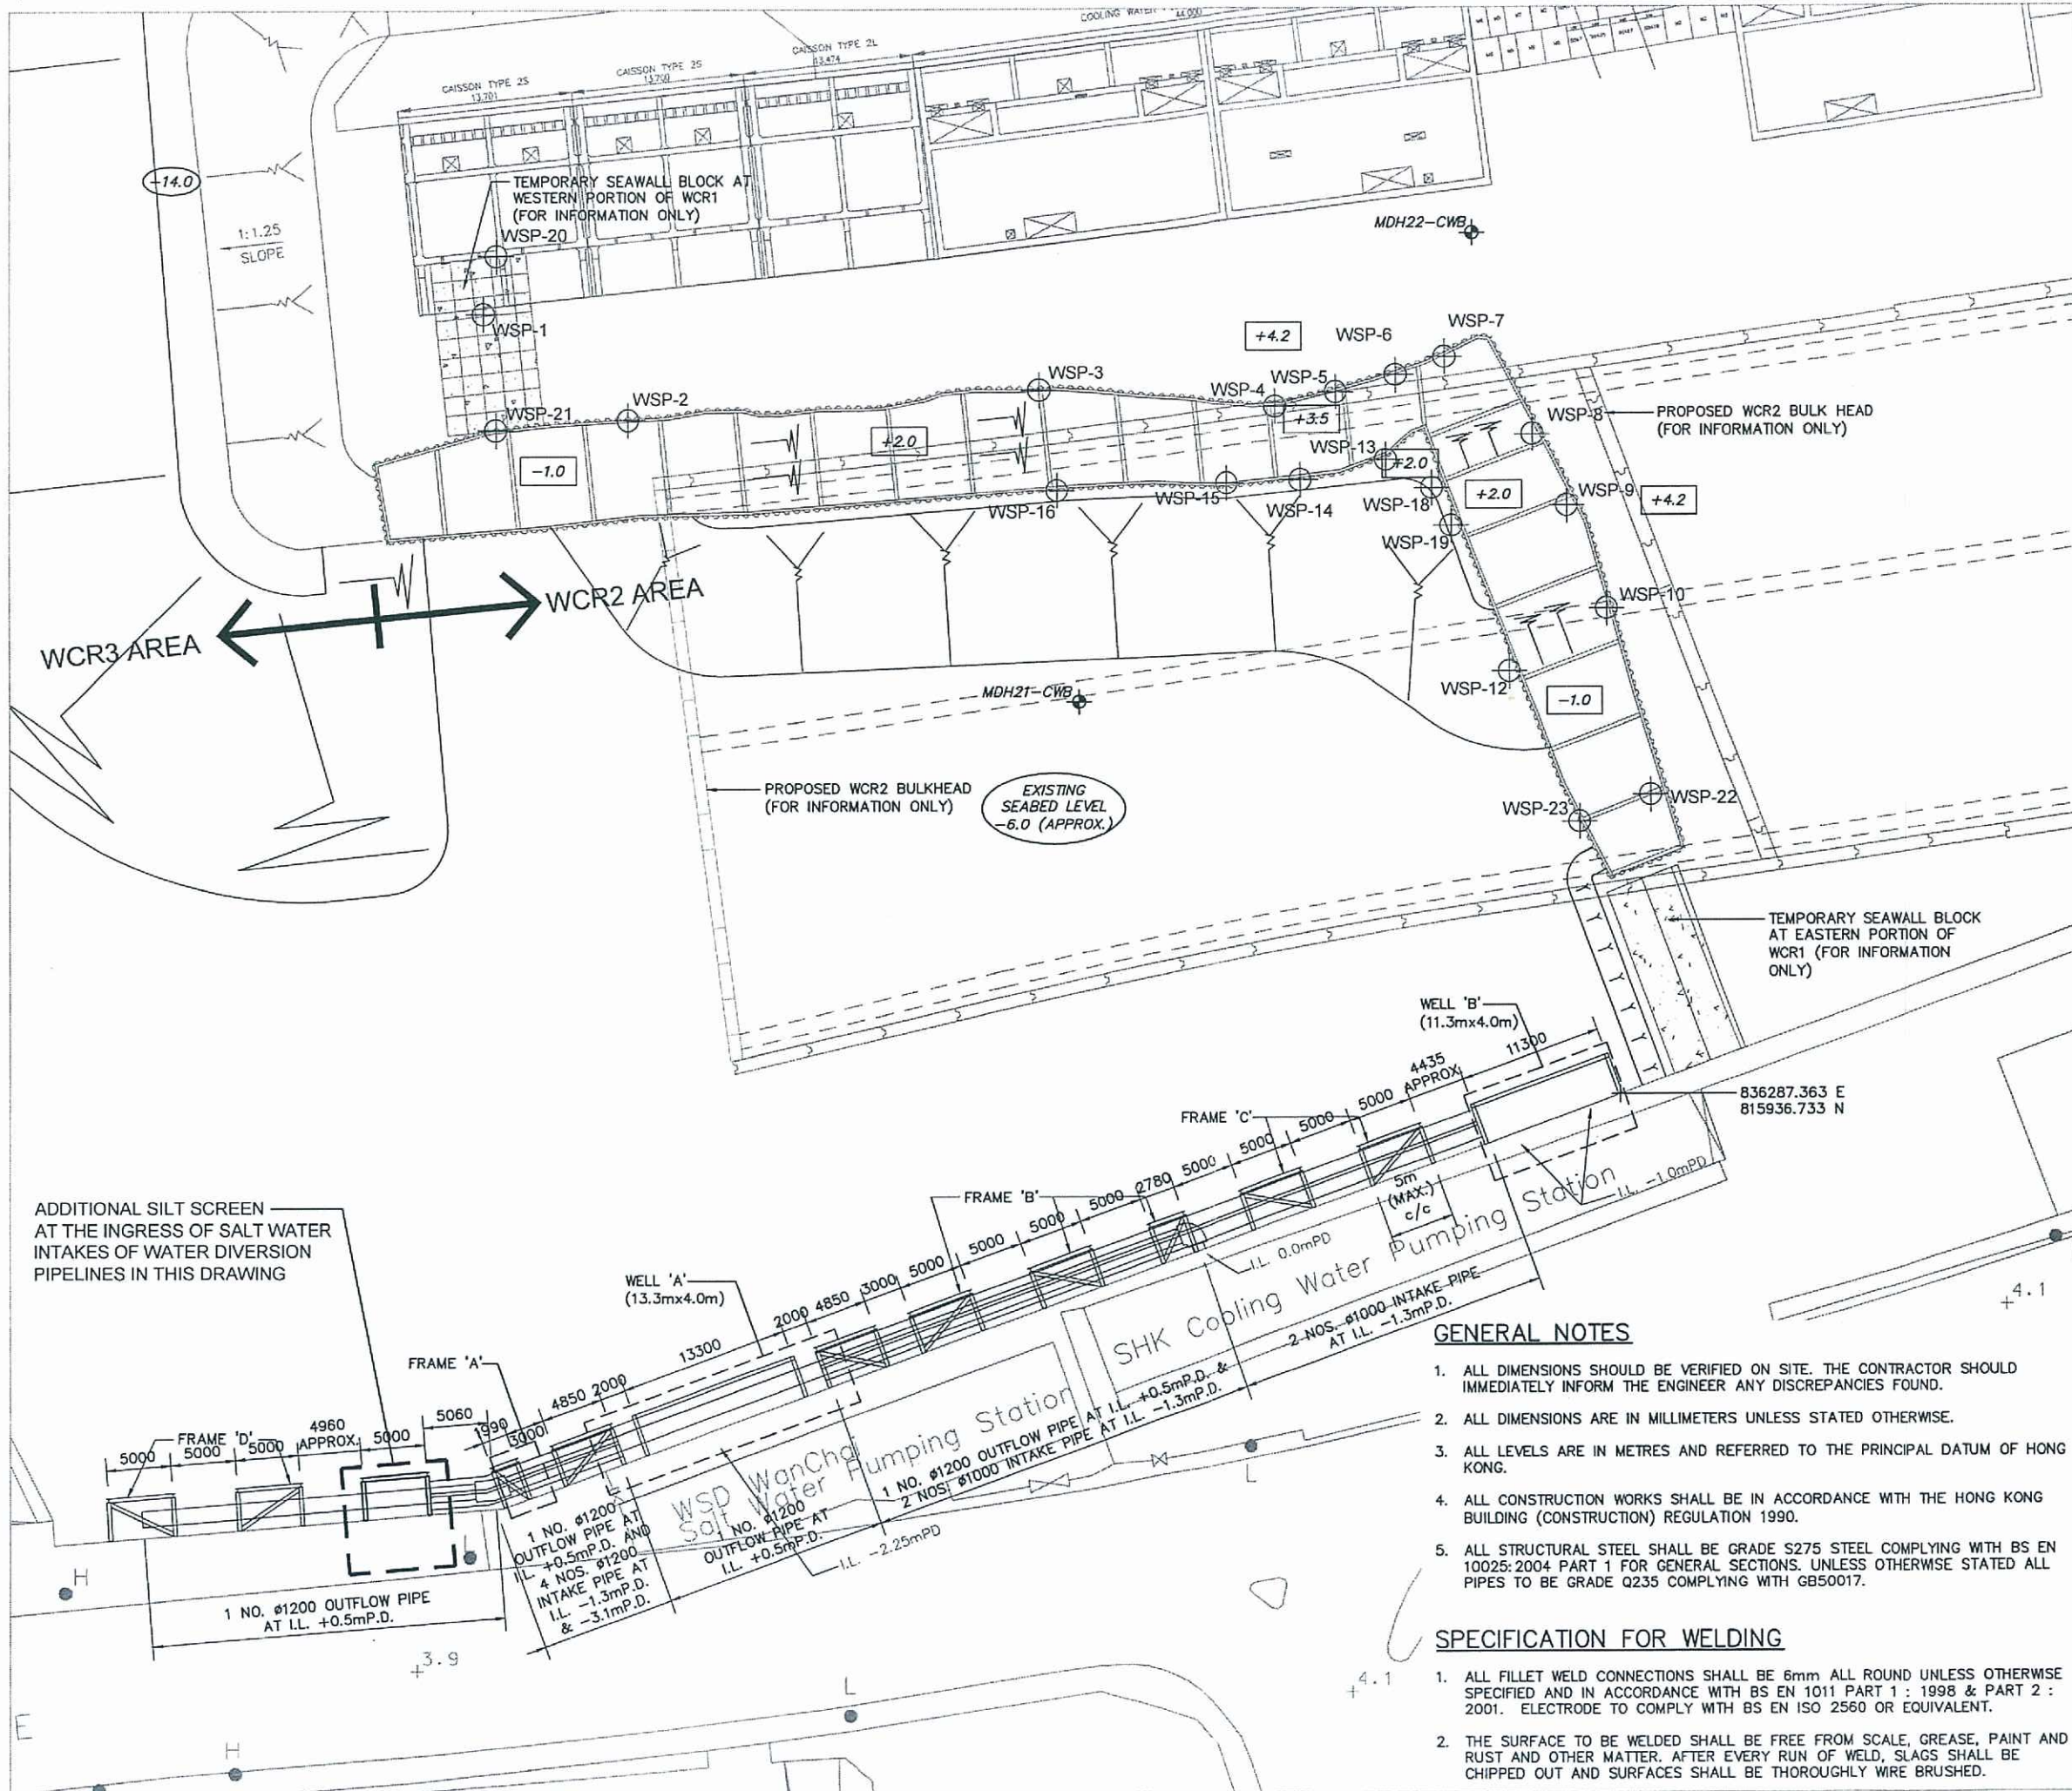 COOLING WATER
44.000
CAISSON TYPE 2L
13.474
CAISSON TYPE 2S
13.700
CAISSON TYPE 2S
13.701
-14.0
1:1.25
SLOPE
TEMPORARY SEAWALL BLOCK AT
WESTERN PORTION OF WCR1
(FOR INFORMATION ONLY)
WSP-20
WSP-1
MDH22-CWB
WSP-7
WSP-6
+4.2
WSP-5
WSP-4
WSP-3
WSP-2
WSP-21
+3.5
WSP-8
PROPOSED WCR2 BULK HEAD
(FOR INFORMATION ONLY)
WSP-13
+2.0
+2.0
-1.0
WSP-18
+2.0
WSP-9
+4.2
WSP-16
WSP-15
WSP-14
WSP-19
WSP-10
WCR2 AREA
WCR3 AREA
WSP-12
-1.0
MDH21-CWB
PROPOSED WCR2 BULKHEAD
(FOR INFORMATION ONLY)
EXISTING
SEABED LEVEL
-6.0 (APPROX.)
WSP-23
WSP-22
TEMPORARY SEAWALL BLOCK
AT EASTERN PORTION OF
WCR1 (FOR INFORMATION
ONLY)
WELL 'B'
(11.3mx4.0m)
11300
4435
APPROX.
5000
5000
5000
5000
2780
5000
5000
5000
5000
3000
4850
2000
13300
2000
4850
3000
1990
5060
5000
4960
APPROX.
5000
5000
5000
836287.363 E
815936.733 N
FRAME 'C'
5m
(MAX.)
c/c
I.L. -1.0mPD
FRAME 'B'
I.L. 0.0mPD
ADDITIONAL SILT SCREEN
AT THE INGRESS OF SALT WATER
INTAKES OF WATER DIVERSION
PIPELINES IN THIS DRAWING
WELL 'A'
(13.3mx4.0m)
SHK Cooling Water Pumping Station
2 NOS. ø1000 INTAKE PIPE
AT I.L. -1.3mP.D.
4.1
FRAME 'A'
FRAME 'D'
WSD WanChai
Salt Water Pumping Station
1 NO. ø1200 OUTFLOW PIPE AT I.L. +0.5mP.D. &
2 NOS. ø1000 INTAKE PIPE AT I.L. -1.3mP.D.
1 NO. ø1200
OUTFLOW PIPE AT
I.L. +0.5mP.D.
I.L. -2.25mPD
1 NO. ø1200
OUTFLOW PIPE AT
I.L. +0.5mP.D. AND
4 NOS. ø1200
INTAKE PIPE AT
I.L. -1.3mP.D.
& -3.1mP.D.
1 NO. ø1200 OUTFLOW PIPE
AT I.L. +0.5mP.D.
H
L
L
3.9
4.1
L
E
H
GENERAL NOTES
1. ALL DIMENSIONS SHOULD BE VERIFIED ON SITE. THE CONTRACTOR SHOULD
IMMEDIATELY INFORM THE ENGINEER ANY DISCREPANCIES FOUND.
2. ALL DIMENSIONS ARE IN MILLIMETERS UNLESS STATED OTHERWISE.
3. ALL LEVELS ARE IN METRES AND REFERRED TO THE PRINCIPAL DATUM OF HONG
KONG.
4. ALL CONSTRUCTION WORKS SHALL BE IN ACCORDANCE WITH THE HONG KONG
BUILDING (CONSTRUCTION) REGULATION 1990.
5. ALL STRUCTURAL STEEL SHALL BE GRADE S275 STEEL COMPLYING WITH BS EN
10025:2004 PART 1 FOR GENERAL SECTIONS. UNLESS OTHERWISE STATED ALL
PIPES TO BE GRADE Q235 COMPLYING WITH GB50017.
SPECIFICATION FOR WELDING
1. ALL FILLET WELD CONNECTIONS SHALL BE 6mm ALL ROUND UNLESS OTHERWISE
SPECIFIED AND IN ACCORDANCE WITH BS EN 1011 PART 1 : 1998 & PART 2 :
2001. ELECTRODE TO COMPLY WITH BS EN ISO 2560 OR EQUIVALENT.
2. THE SURFACE TO BE WELDED SHALL BE FREE FROM SCALE, GREASE, PAINT AND
RUST AND OTHER MATTER. AFTER EVERY RUN OF WELD, SLAGS SHALL BE
CHIPPED OUT AND SURFACES SHALL BE THOROUGHLY WIRE BRUSHED.